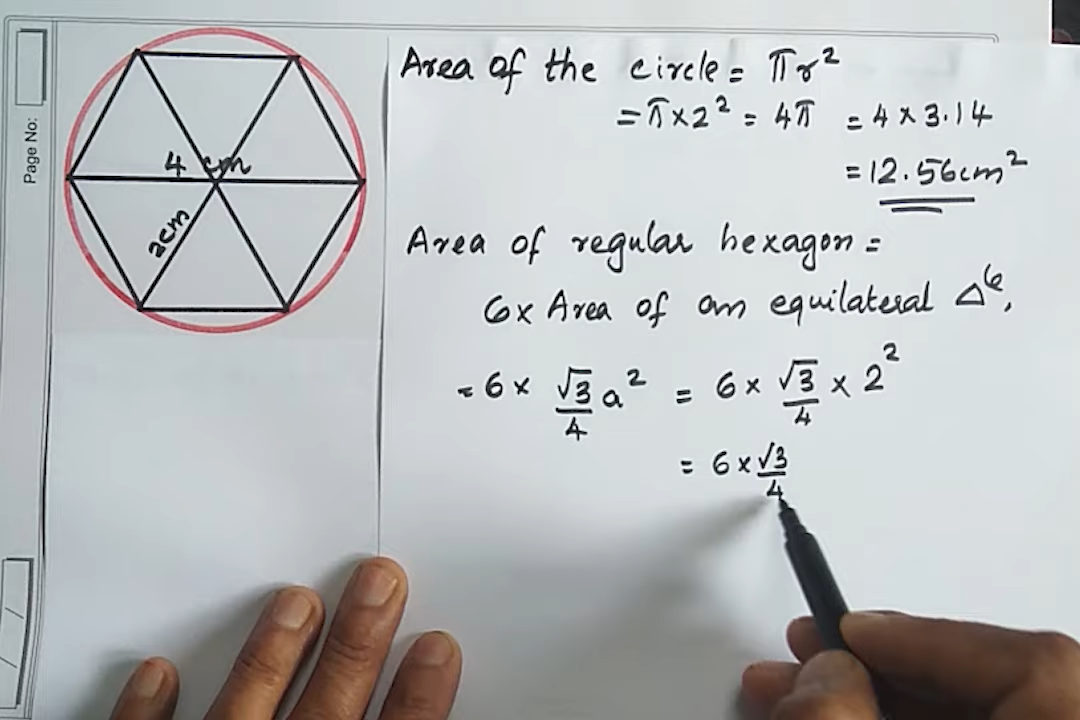 Page No:
4 cm
2cm
Area of the circle = πr²
= π×2² = 4π = 4 × 3.14
= 12.56cm²
Area of regular hexagon =
6× Area of an equilateral Δˡᵉ,
= 6 × √3/4 a² = 6 × √3/4 × 2²
= 6 × √3/4